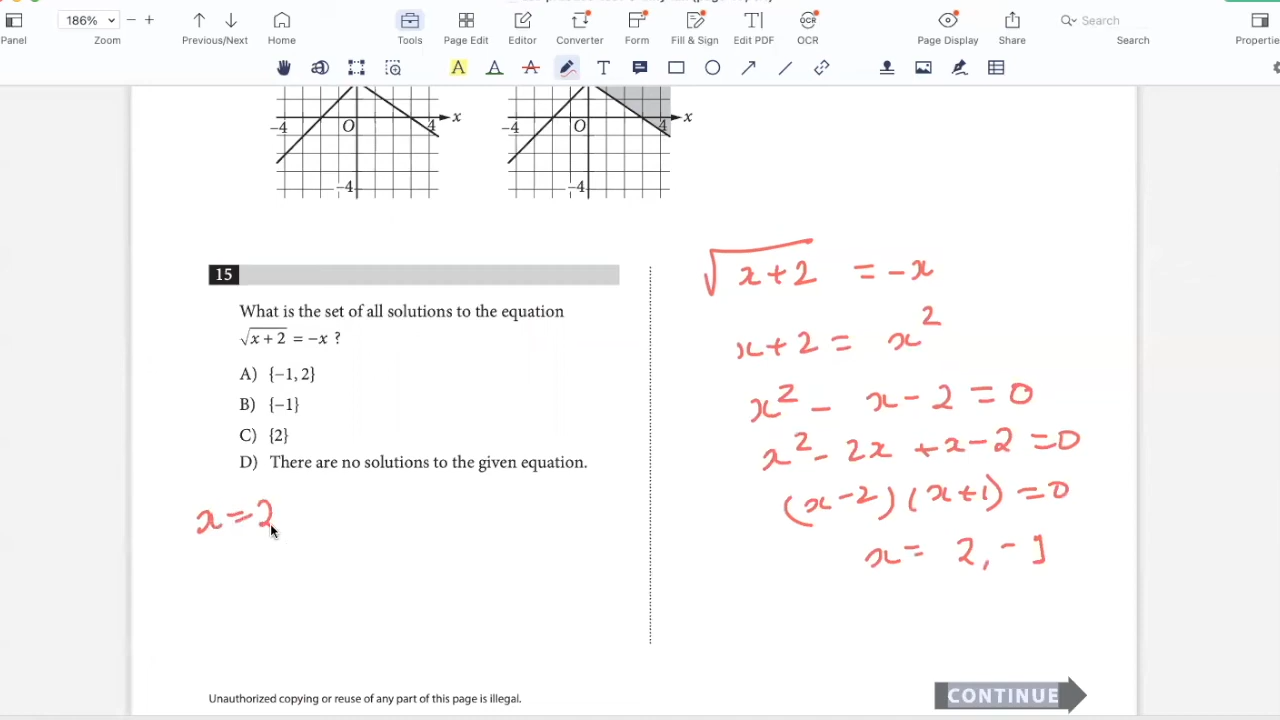 186%
Search
Panel Zoom Previous/Next Home Tools Page Edit Editor Converter Form Fill & Sign Edit PDF OCR Page Display Share Search
A A A T
OCR
−4 O 4 x
−4
−4 O 4 x
−4
15
What is the set of all solutions to the equation
√x + 2 = −x ?
A) {−1, 2}
B) {−1}
C) {2}
D) There are no solutions to the given equation.
x = 2
√x + 2 = −x
x + 2 = x²
x² − x − 2 = 0
x² − 2x + x − 2 = 0
(x − 2) (x + 1) = 0
x = 2, − 1
Unauthorized copying or reuse of any part of this page is illegal.
CONTINUE